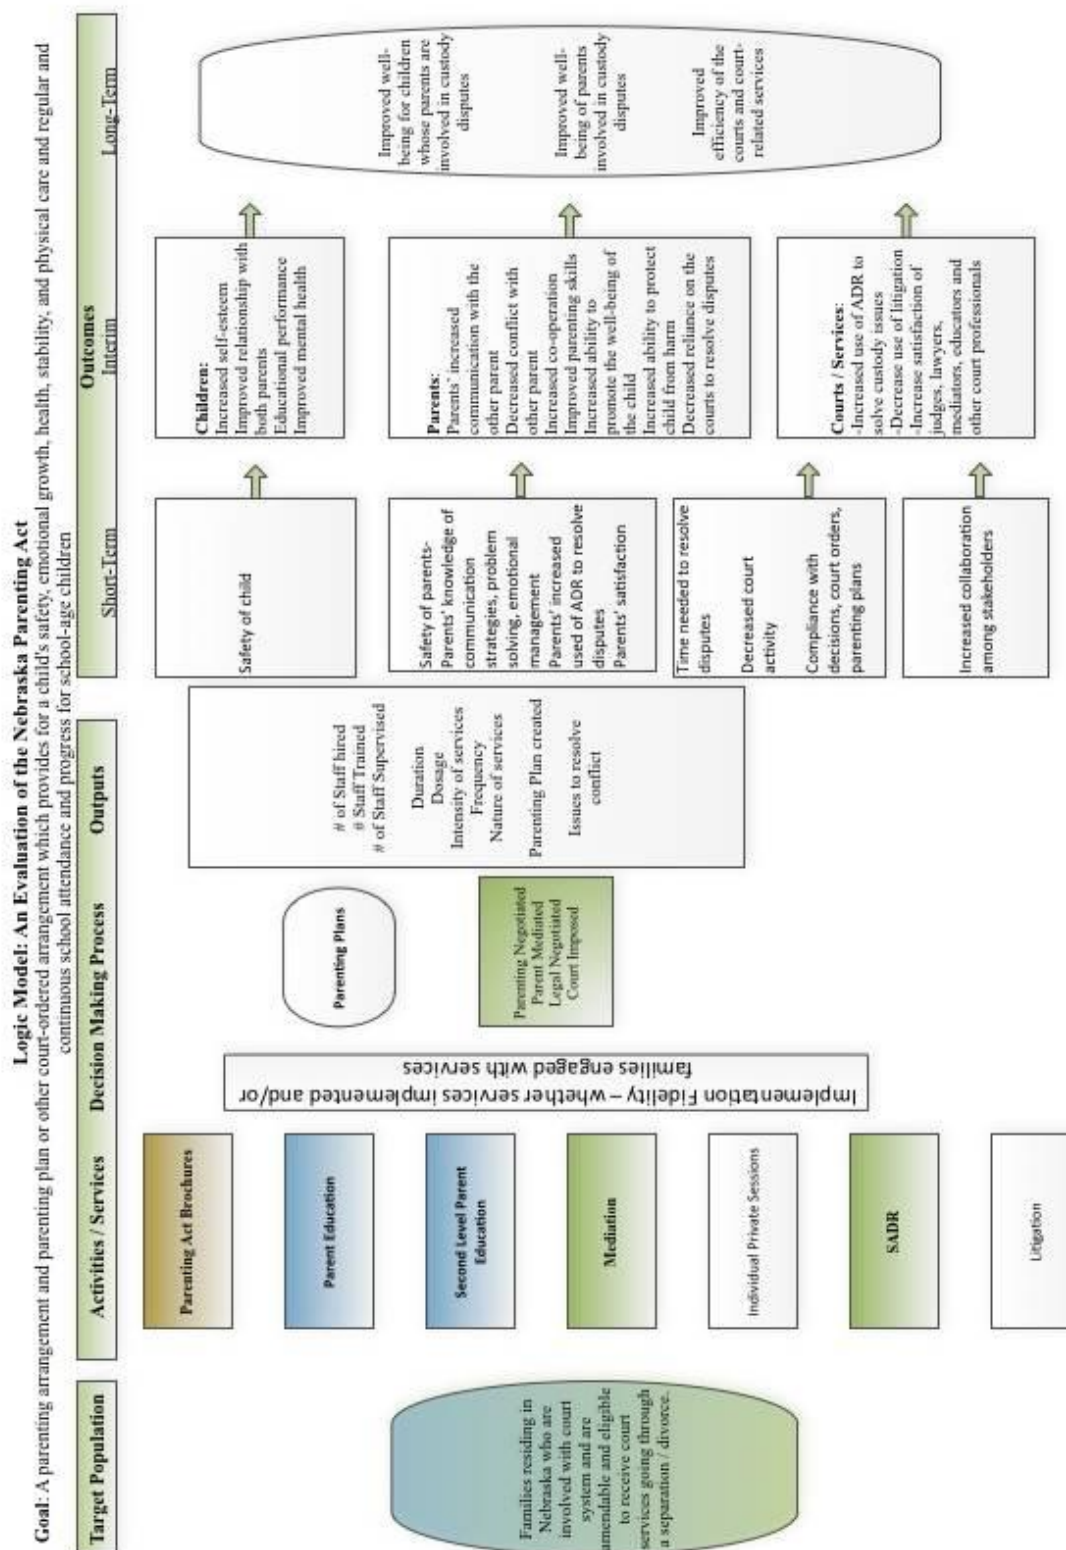 Logic Model: An Evaluation of the Nebraska Parenting Act
Goal: A parenting arrangement and parenting plan or other court-ordered arrangement which provides for a child's safety, emotional growth, health, stability, and physical care and regular and
continuous school attendance and progress for school-age children
Target Population
Activities / Services
Decision Making Process
Outputs
Outcomes
Short-Term
Interim
Long-Term
Families residing in
Nebraska who are
involved with court
system and are
amendable and eligible
to receive court
services going through
a separation / divorce.
Parenting Act Brochures
Parent Education
Second Level Parent
Education
Mediation
Individual Private Sessions
SADR
Litigation
Implementation Fidelity – whether services implemented and/or
families engaged with services
Parenting Plans
Parenting Negotiated
Parent Mediated
Legal Negotiated
Court Imposed
# of Staff hired
# Staff Trained
# of Staff Supervised
Duration
Dosage
Intensity of services
Frequency
Nature of services
Parenting Plan created
Issues to resolve
conflict
Safety of child
Safety of parents-
Parents' knowledge of
communication
strategies, problem
solving, emotional
management
Parents' increased
used of ADR to resolve
disputes
Parents' satisfaction
Time needed to resolve
disputes
Decreased court
activity
Compliance with
decisions, court orders,
parenting plans
Increased collaboration
among stakeholders
Children:
Increased self-esteem
Improved relationship with
both parents
Educational performance
Improved mental health
Parents:
Parents' increased
communication with the
other parent
Decreased conflict with
other parent
Increased co-operation
Improved parenting skills
Increased ability to
promote the well-being of
the child
Increased ability to protect
child from harm
Decreased reliance on the
courts to resolve disputes
Courts / Services:
-Increased use of ADR to
solve custody issues
-Decrease use of litigation
-Increase satisfaction of
judges, lawyers,
mediators, educators and
other court professionals
Improved well-
being for children
whose parents are
involved in custody
disputes
Improved well-
being of parents
involved in custody
disputes
Improved
efficiency of the
courts and court-
related services